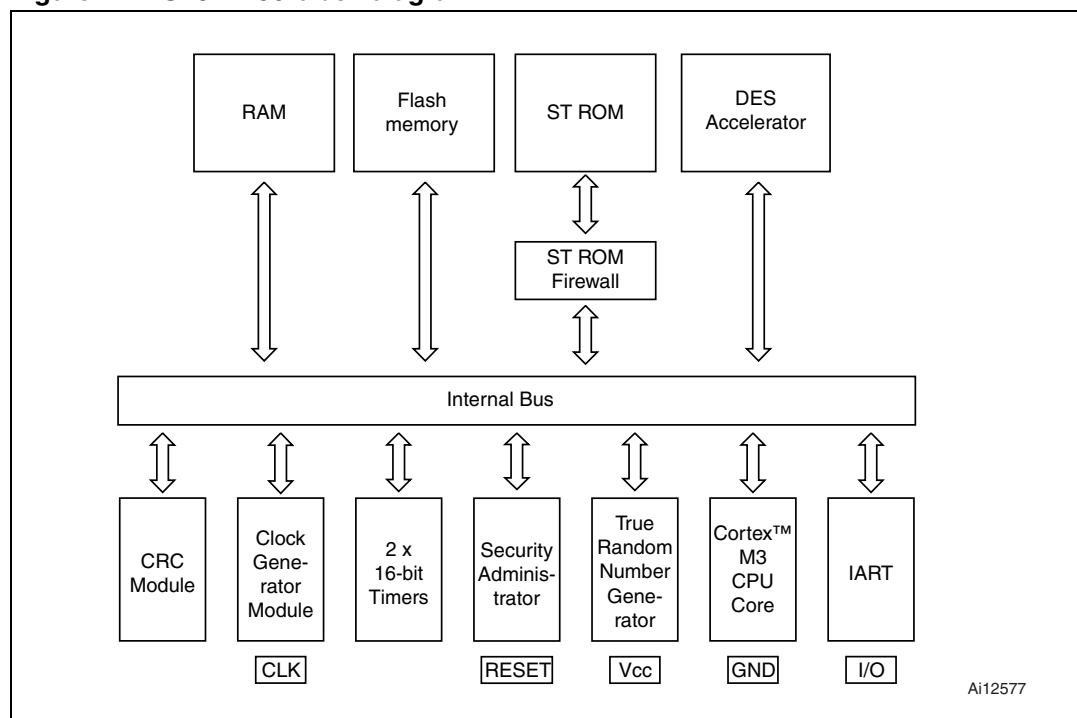 RAM
Flash
memory
ST ROM
DES
Accelerator
ST ROM
Firewall
Internal Bus
CRC
Module
Clock
Gene-
rator
Module
2 x
16-bit
Timers
Security
Adminis-
trator
True
Random
Number
Gene-
rator
Cortex™
M3
CPU
Core
IART
CLK
RESET
Vcc
GND
I/O
Ai12577